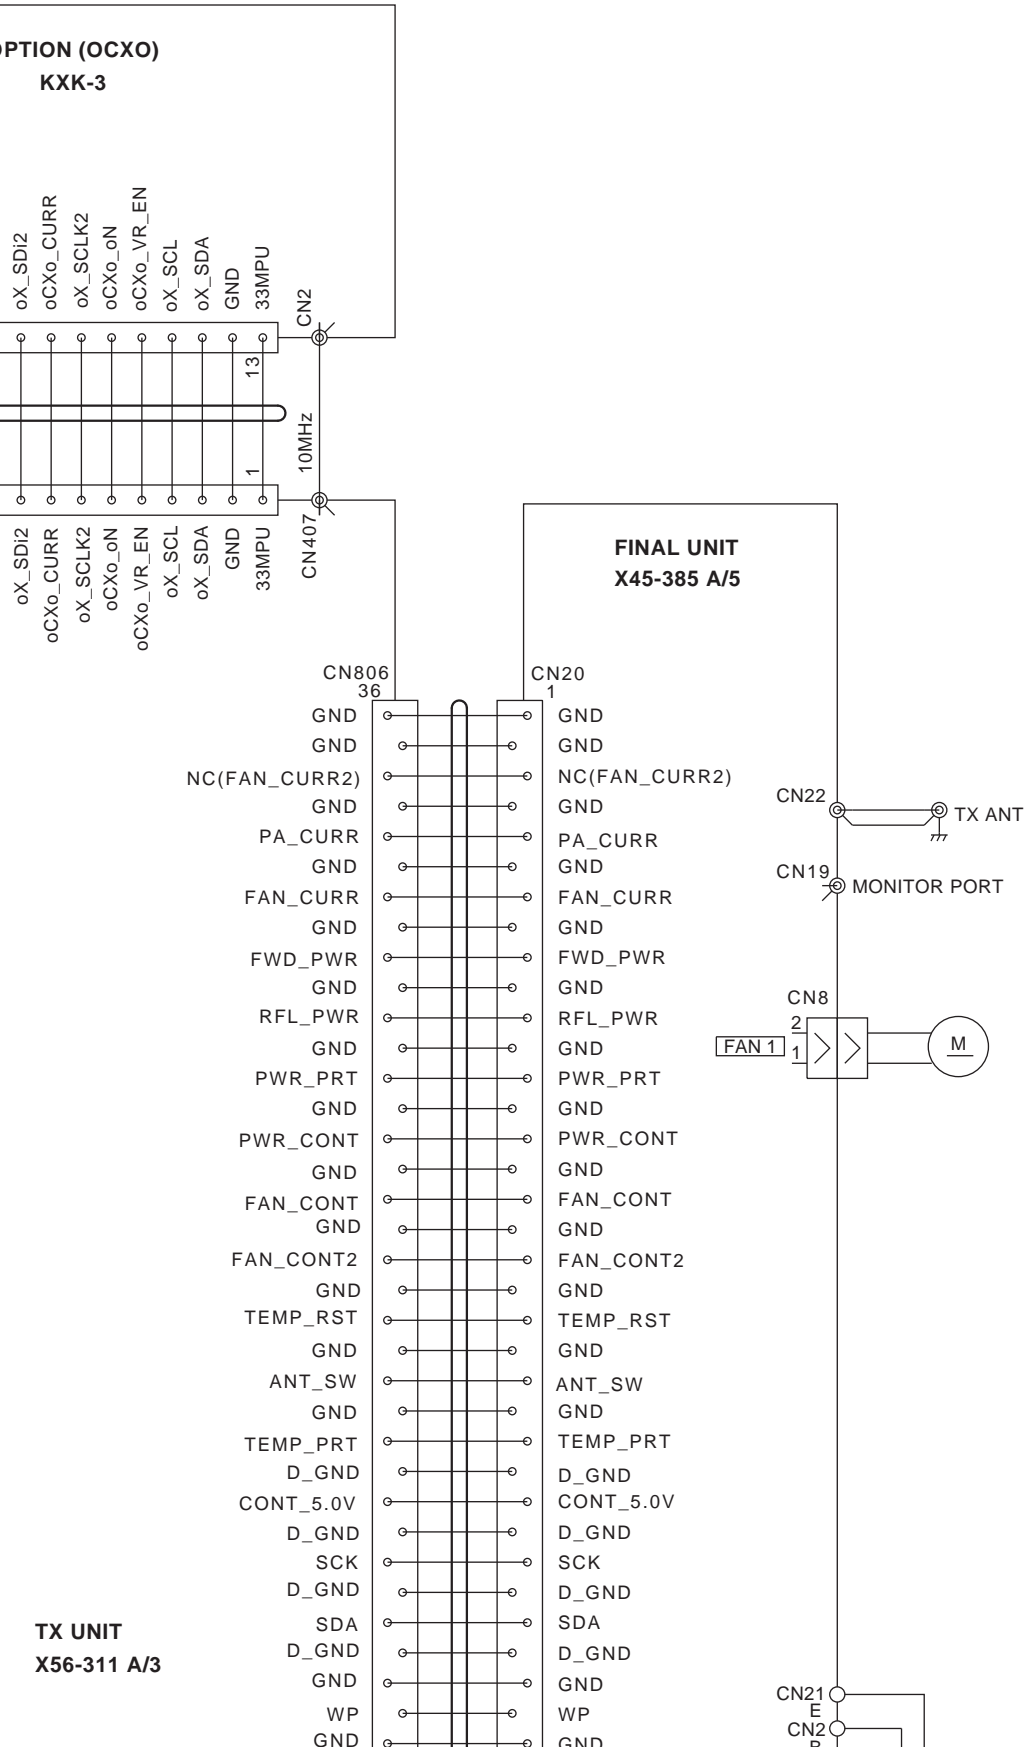 PTION (OCXO)
KXK-3
oX_SDi2
oCXo_CURR
oX_SCLK2
oCXo_oN
oCXo_VR_EN
oX_SCL
oX_SDA
GND
33MPU
CN2
13
10MHz
1
oX_SDi2
oCXo_CURR
oX_SCLK2
oCXo_oN
oCXo_VR_EN
oX_SCL
oX_SDA
GND
33MPU
CN407
FINAL UNIT
X45-385 A/5
CN806
36
CN20
1
GND GND
GND GND
NC(FAN_CURR2) NC(FAN_CURR2)
GND GND
PA_CURR PA_CURR
GND GND
FAN_CURR FAN_CURR
GND GND
FWD_PWR FWD_PWR
GND GND
RFL_PWR RFL_PWR
GND GND
PWR_PRT PWR_PRT
GND GND
PWR_CONT PWR_CONT
GND GND
FAN_CONT FAN_CONT
GND GND
FAN_CONT2 FAN_CONT2
GND GND
TEMP_RST TEMP_RST
GND GND
ANT_SW ANT_SW
GND GND
TEMP_PRT TEMP_PRT
D_GND D_GND
CONT_5.0V CONT_5.0V
D_GND D_GND
SCK SCK
D_GND D_GND
SDA SDA
D_GND D_GND
GND GND
WP WP
GND GND
CN22
TX ANT
CN19
MONITOR PORT
CN8
2
FAN 1
1
M
TX UNIT
X56-311 A/3
CN21
E
CN2